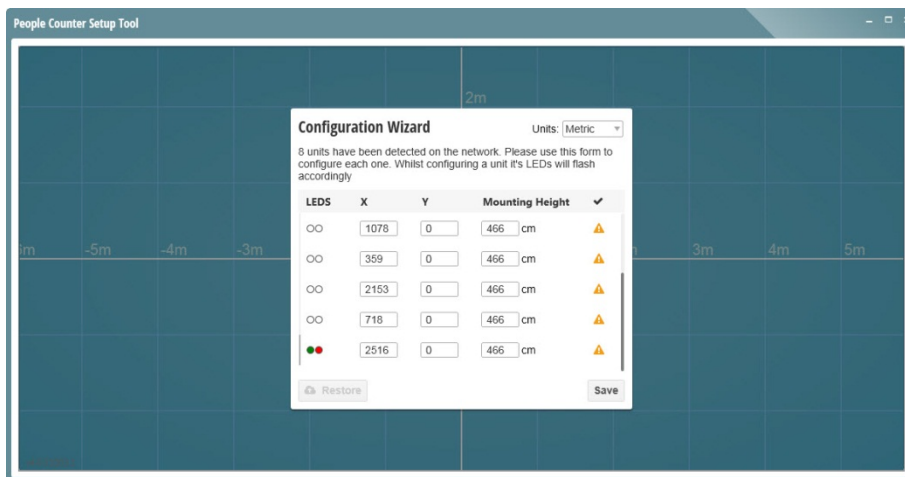 People Counter Setup Tool
2m
Configuration Wizard
Units: Metric
8 units have been detected on the network. Please use this form to
configure each one. Whilst configuring a unit it's LEDs will flash
accordingly
LEDS X Y Mounting Height
1078 0 466 cm
359 0 466 cm
-5m -4m -3m 3m 4m 5m
2153 0 466 cm
718 0 466 cm
2516 0 466 cm
Restore Save